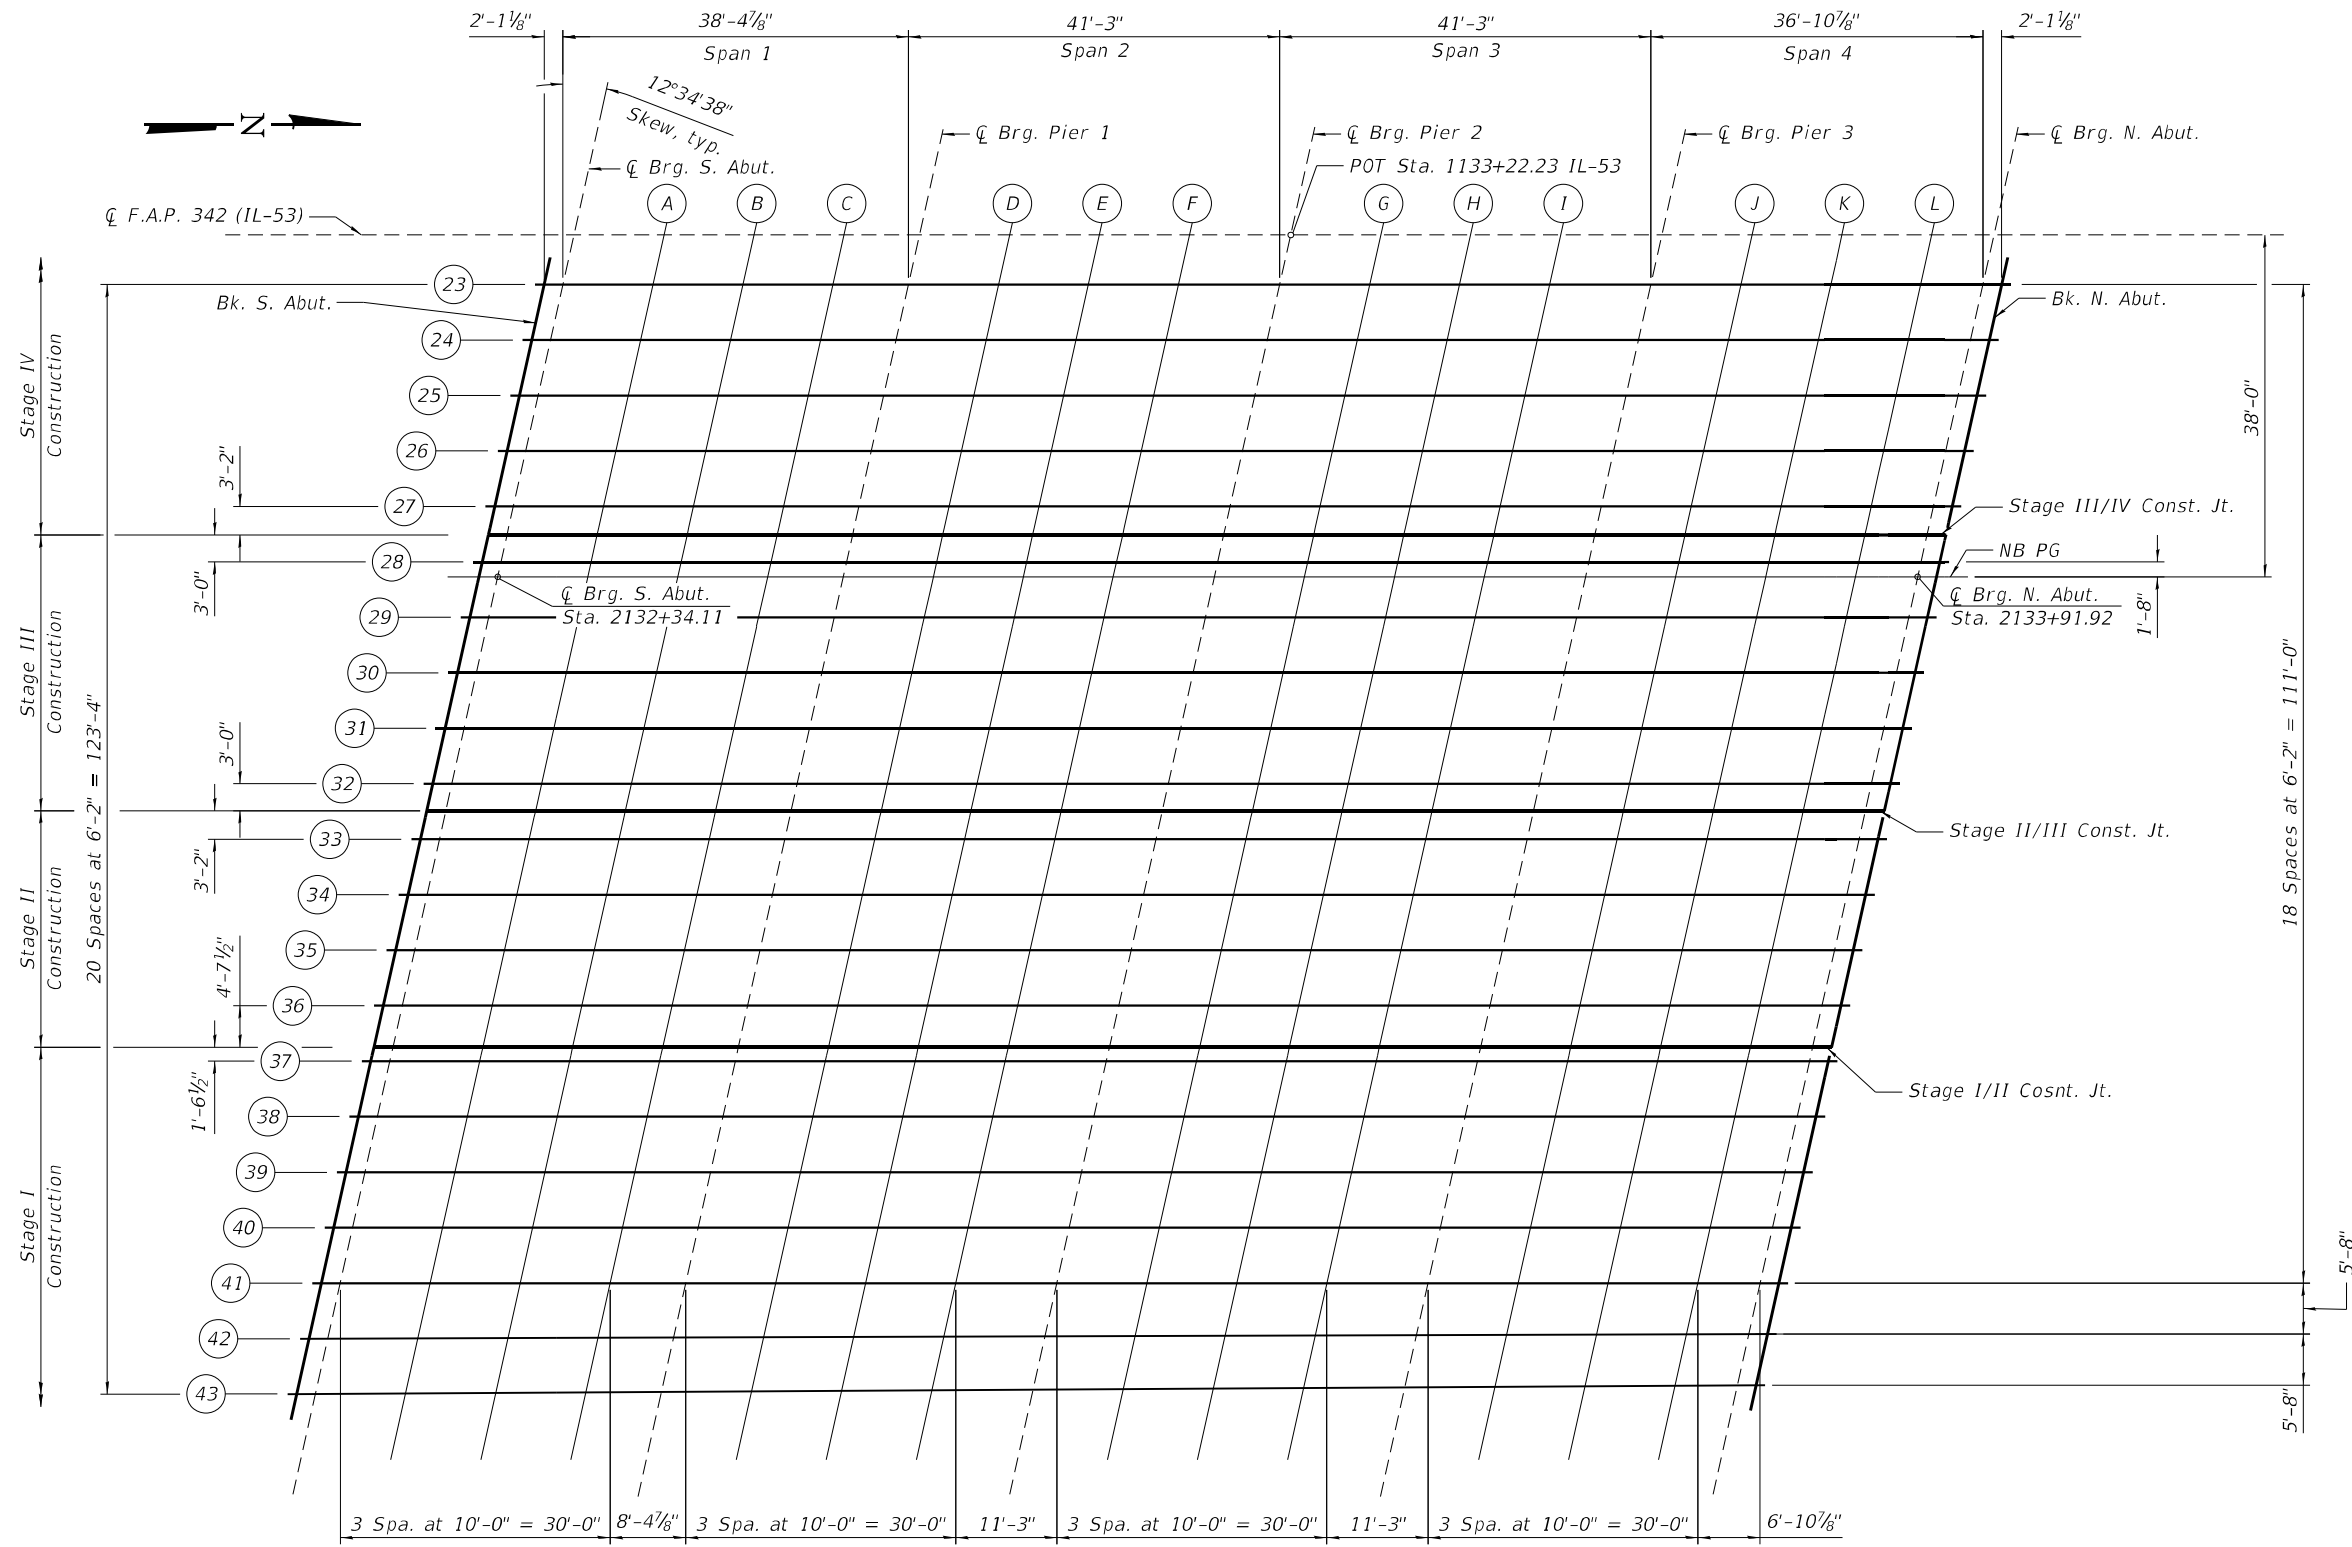 2'-1⅛"
38'-4⅞"
41'-3"
41'-3"
36'-10⅞"
2'-1⅛"
Span 1
Span 2
Span 3
Span 4
12°34'38"
Skew, typ.
N
℄ Brg. S. Abut.
℄ Brg. Pier 1
℄ Brg. Pier 2
℄ Brg. Pier 3
℄ Brg. N. Abut.
POT Sta. 1133+22.23 IL-53
℄ F.A.P. 342 (IL-53)
A
B
C
D
E
F
G
H
I
J
K
L
23
Bk. S. Abut.
Bk. N. Abut.
24
25
26
27
Stage III/IV Const. Jt.
28
NB PG
℄ Brg. S. Abut.
Sta. 2132+34.11
℄ Brg. N. Abut.
Sta. 2133+91.92
29
30
31
32
33
Stage II/III Const. Jt.
34
35
36
37
Stage I/II Cosnt. Jt.
38
39
40
41
42
43
Stage IV
Construction
Stage III
Construction
Stage II
Construction
Stage I
Construction
20 Spaces at 6'-2" = 123'-4"
3'-2"
3'-0"
3'-0"
3'-2"
4'-7½"
1'-6½"
38'-0"
1'-8"
18 Spaces at 6'-2" = 111'-0"
5'-8"
5'-8"
3 Spa. at 10'-0" = 30'-0"
8'-4⅞"
3 Spa. at 10'-0" = 30'-0"
11'-3"
3 Spa. at 10'-0" = 30'-0"
11'-3"
3 Spa. at 10'-0" = 30'-0"
6'-10⅞"